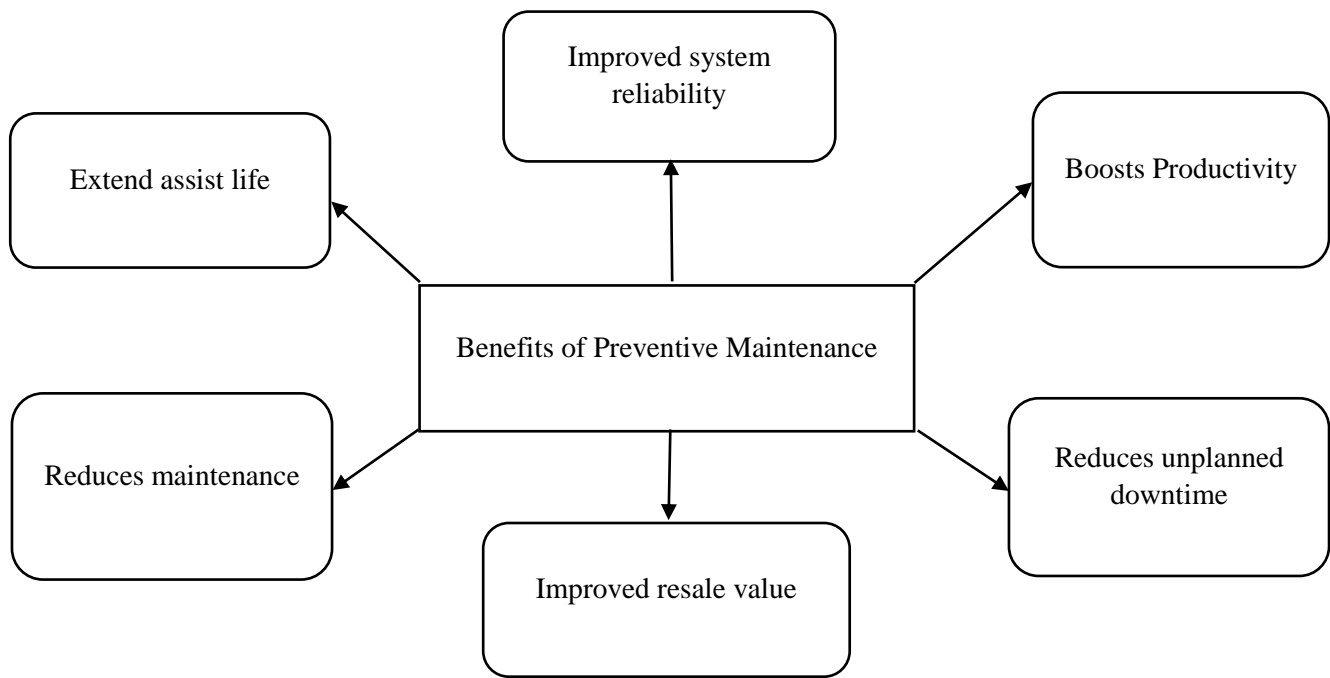 Improved system
reliability
Extend assist life
Boosts Productivity
Benefits of Preventive Maintenance
Reduces maintenance
Reduces unplanned
downtime
Improved resale value